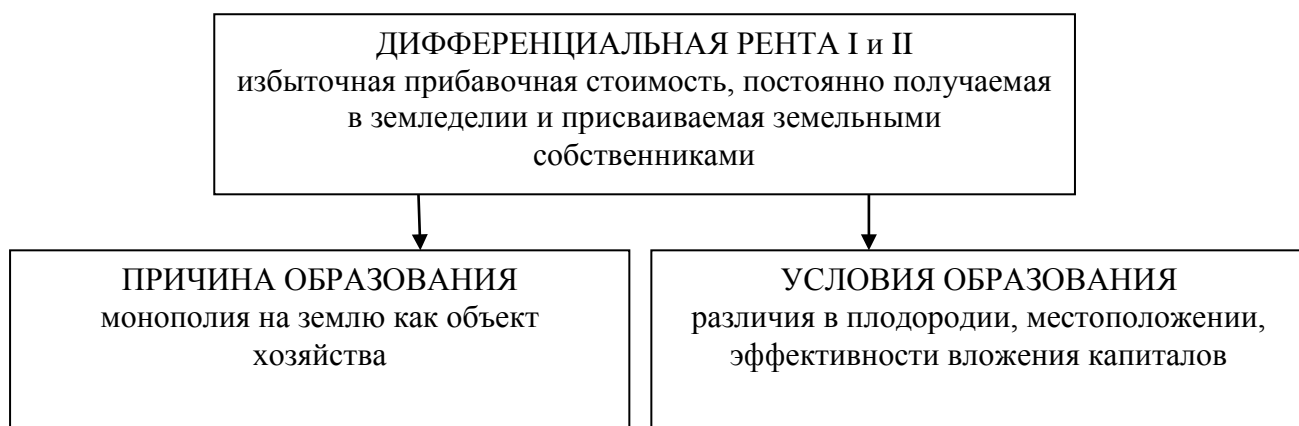 ДИФФЕРЕНЦИАЛЬНАЯ РЕНТА I и II
избыточная прибавочная стоимость, постоянно получаемая
в земледелии и присваиваемая земельными
собственниками
ПРИЧИНА ОБРАЗОВАНИЯ
монополия на землю как объект
хозяйства
УСЛОВИЯ ОБРАЗОВАНИЯ
различия в плодородии, местоположении,
эффективности вложения капиталов